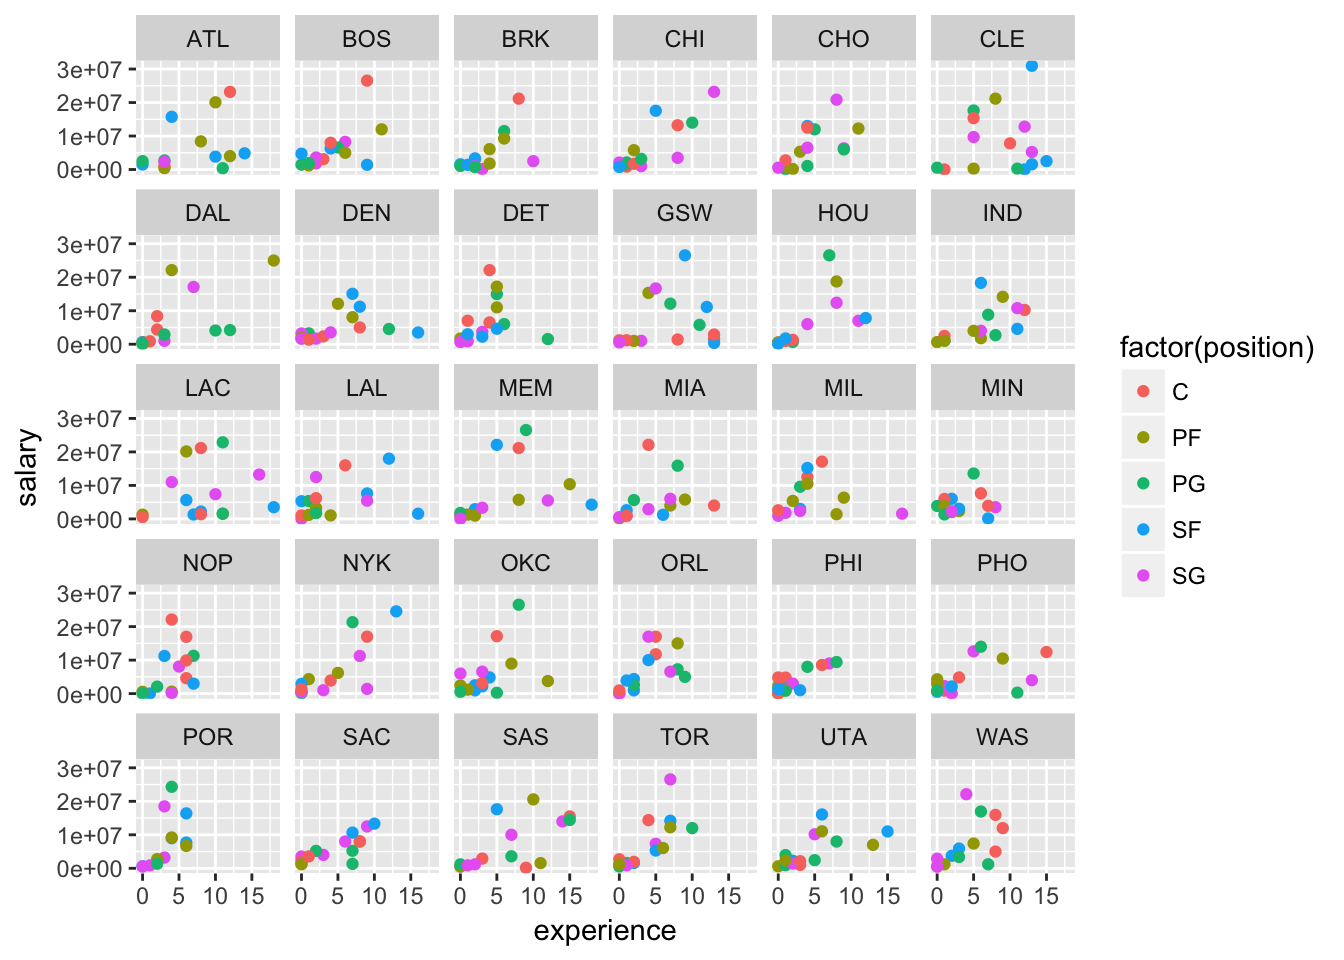 ATL BOS BRK CHI CHO CLE
3e+07
2e+07
1e+07
0e+00
DAL DEN DET GSW HOU IND
3e+07
2e+07
1e+07
0e+00
LAC LAL MEM MIA MIL MIN
3e+07
2e+07
1e+07
0e+00
NOP NYK OKC ORL PHI PHO
3e+07
2e+07
1e+07
0e+00
POR SAC SAS TOR UTA WAS
3e+07
2e+07
1e+07
0e+00
0 5 10 15 0 5 10 15 0 5 10 15 0 5 10 15 0 5 10 15 0 5 10 15
experience
salary
factor(position)
C
PF
PG
SF
SG